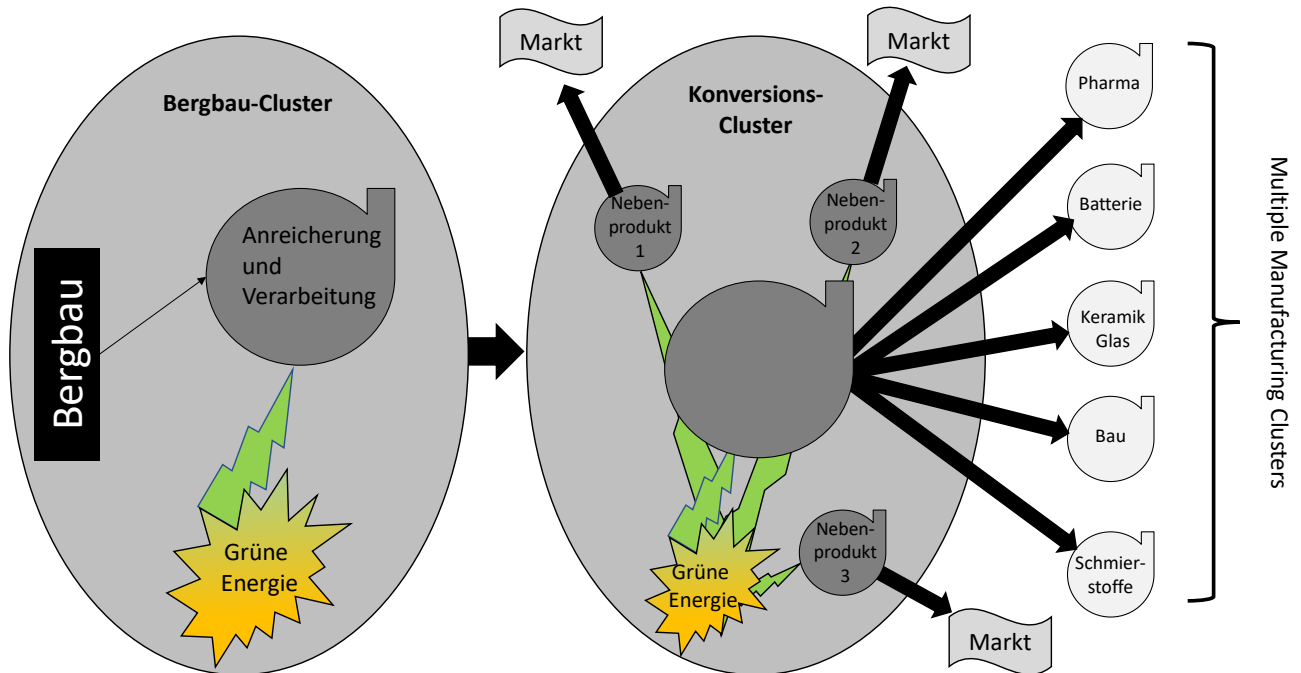 Bergbau-Cluster
Bergbau
Anreicherung
und
Verarbeitung
Grüne
Energie
Markt
Markt
Konversions-
Cluster
Neben-
produkt
1
Neben-
produkt
2
Grüne
Energie
Neben-
produkt
3
Markt
Pharma
Batterie
Keramik
Glas
Bau
Schmier-
stoffe
Multiple Manufacturing Clusters